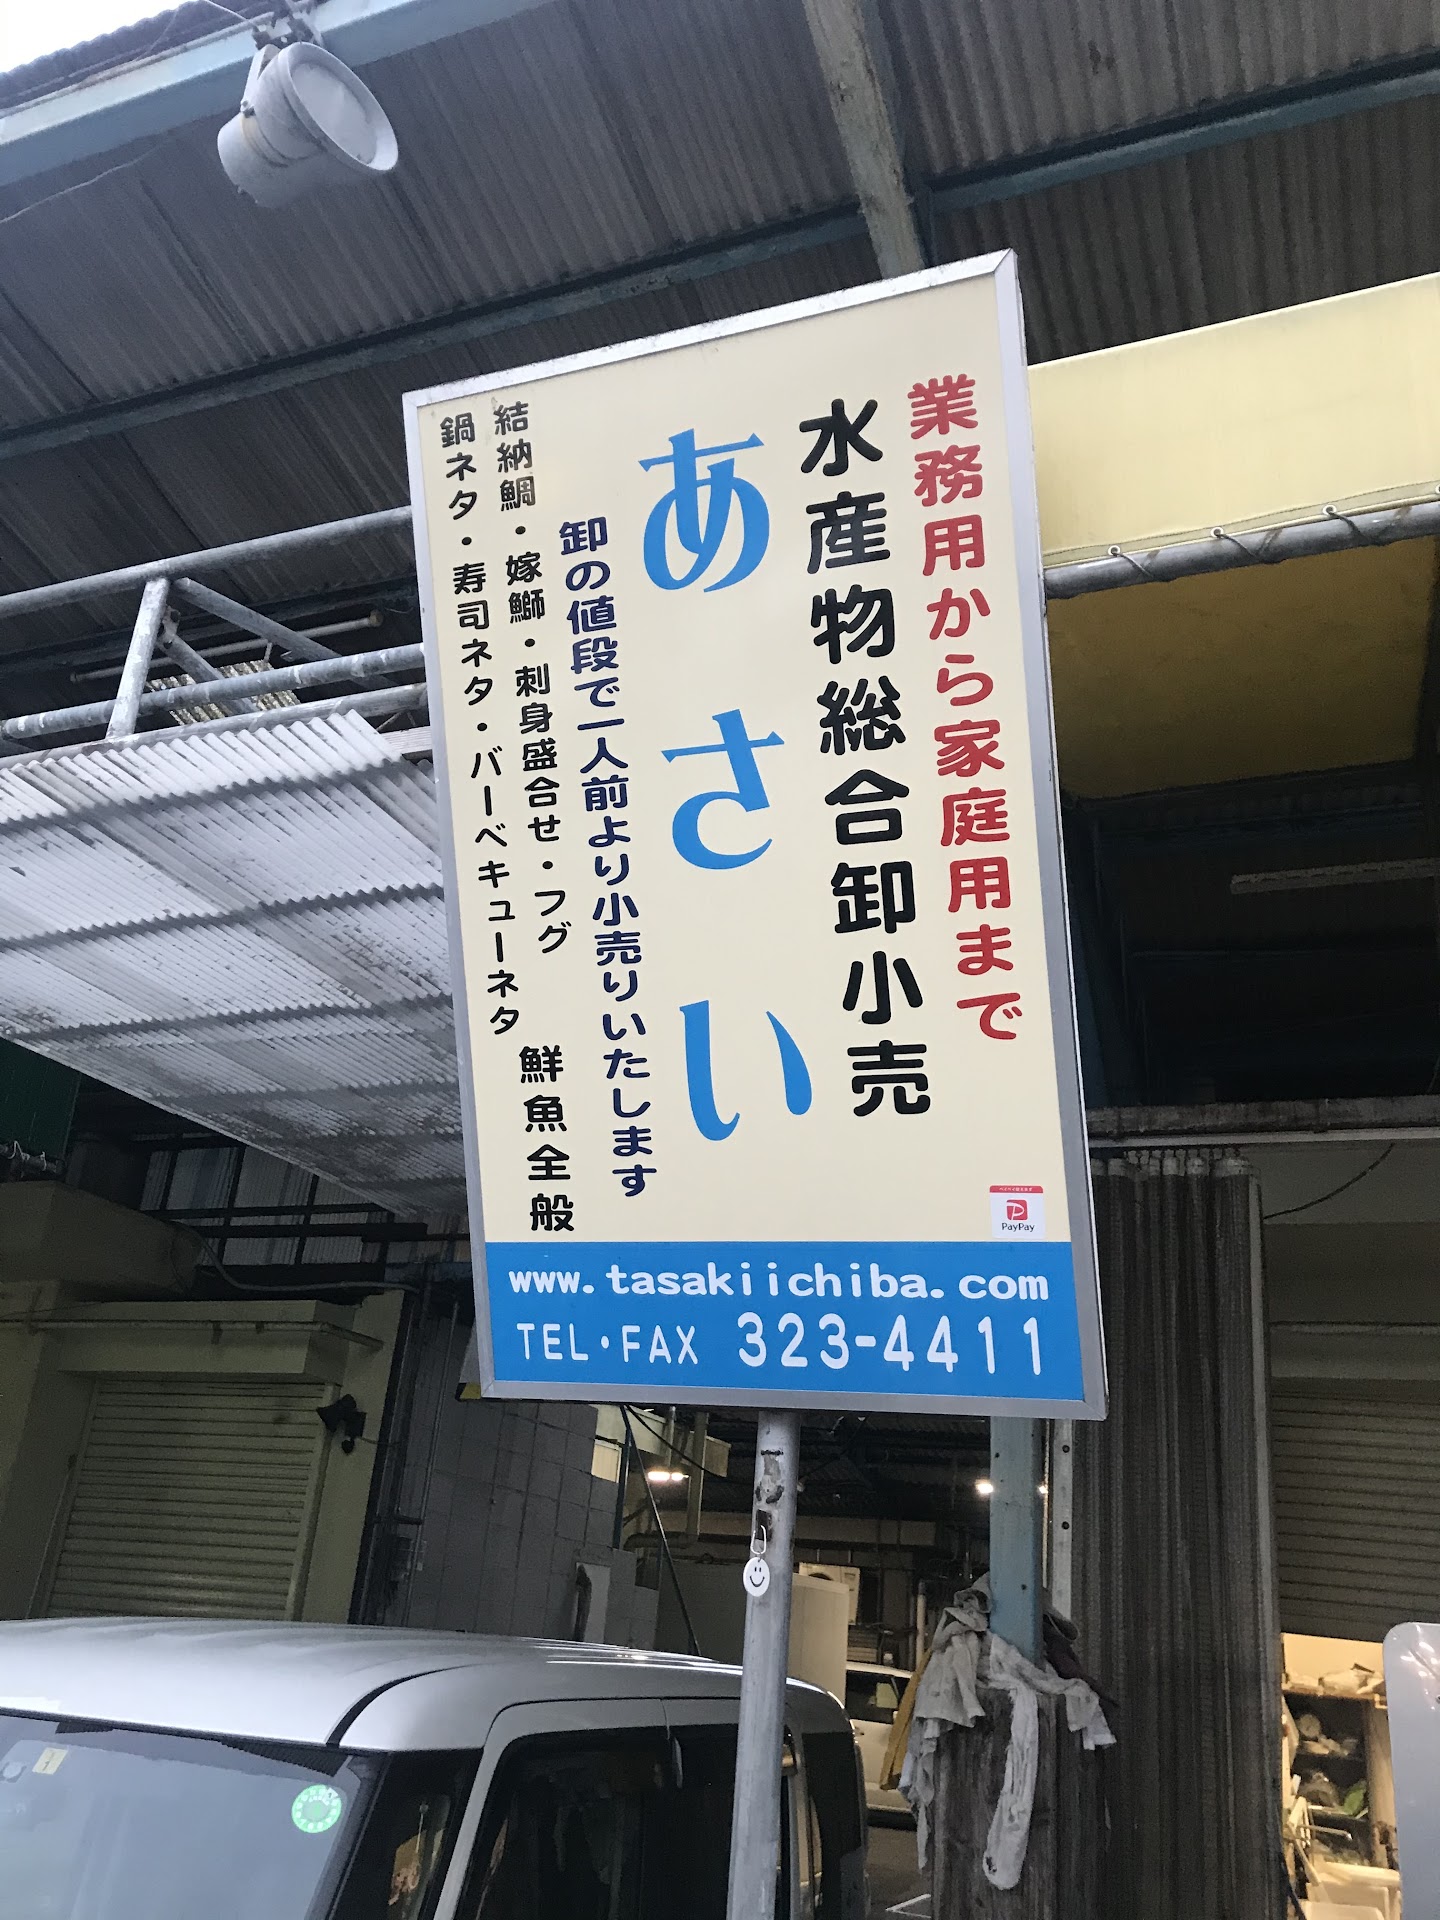 業務用から家庭用まで
水産物総合卸小売
あさい
卸の値段で一人前より小売りいたします
結納鯛・嫁鰤・刺身盛合せ・フグ
鍋ネタ・寿司ネタ・バーベキューネタ
鮮魚全般
PayPay
www.tasakiichiba.com
TEL・FAX 323-4411